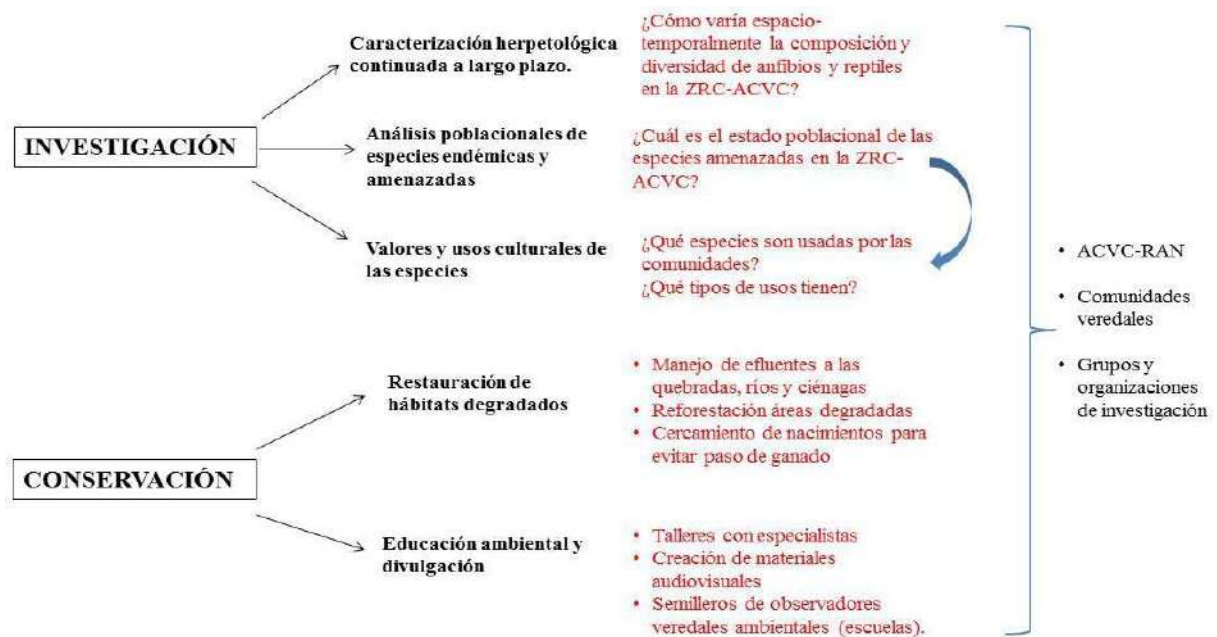 INVESTIGACIÓN
Caracterización herpetológica
continuada a largo plazo.
¿Cómo varía espacio-
temporalmente la composición y
diversidad de anfibios y reptiles
en la ZRC-ACVC?
Análisis poblacionales de
especies endémicas y
amenazadas
¿Cuál es el estado poblacional de las
especies amenazadas en la ZRC-
ACVC?
Valores y usos culturales de
las especies
¿Qué especies son usadas por las
comunidades?
¿Qué tipos de usos tienen?
CONSERVACIÓN
Restauración de
hábitats degradados
• Manejo de efluentes a las
quebradas, ríos y ciénagas
• Reforestación áreas degradadas
• Cercamiento de nacimientos para
evitar paso de ganado
Educación ambiental y
divulgación
• Talleres con especialistas
• Creación de materiales
audiovisuales
• Semilleros de observadores
veredales ambientales (escuelas).
• ACVC-RAN
• Comunidades
veredales
• Grupos y
organizaciones
de investigación